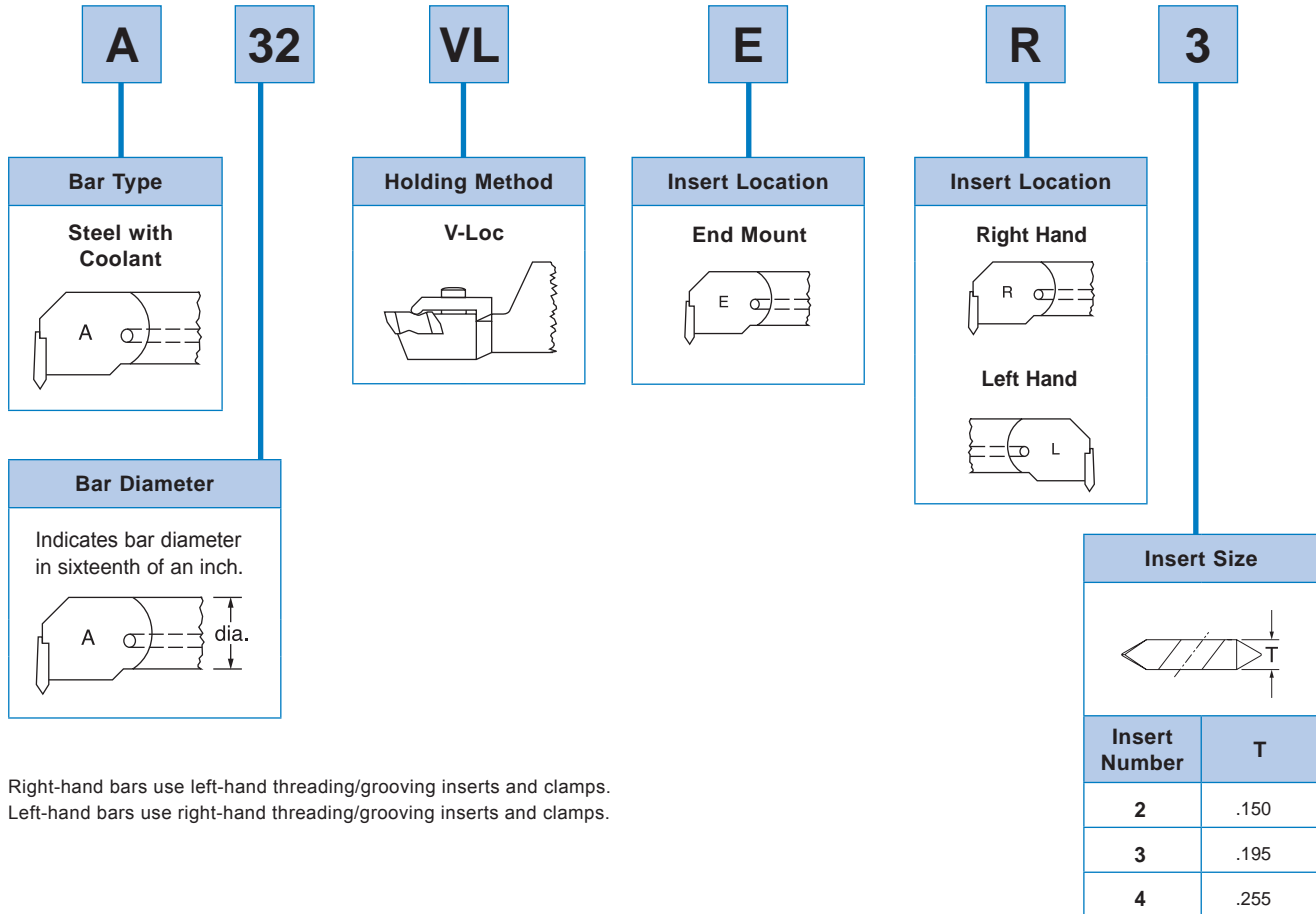 A 32 VL E R 3
Bar Type
Steel with
Coolant
A
Bar Diameter
Indicates bar diameter
in sixteenth of an inch.
A
dia.
Holding Method
V-Loc
Insert Location
End Mount
E
Insert Location
Right Hand
R
Left Hand
L
Insert Size
T
Insert Number T
2 .150
3 .195
4 .255
Right-hand bars use left-hand threading/grooving inserts and clamps.
Left-hand bars use right-hand threading/grooving inserts and clamps.